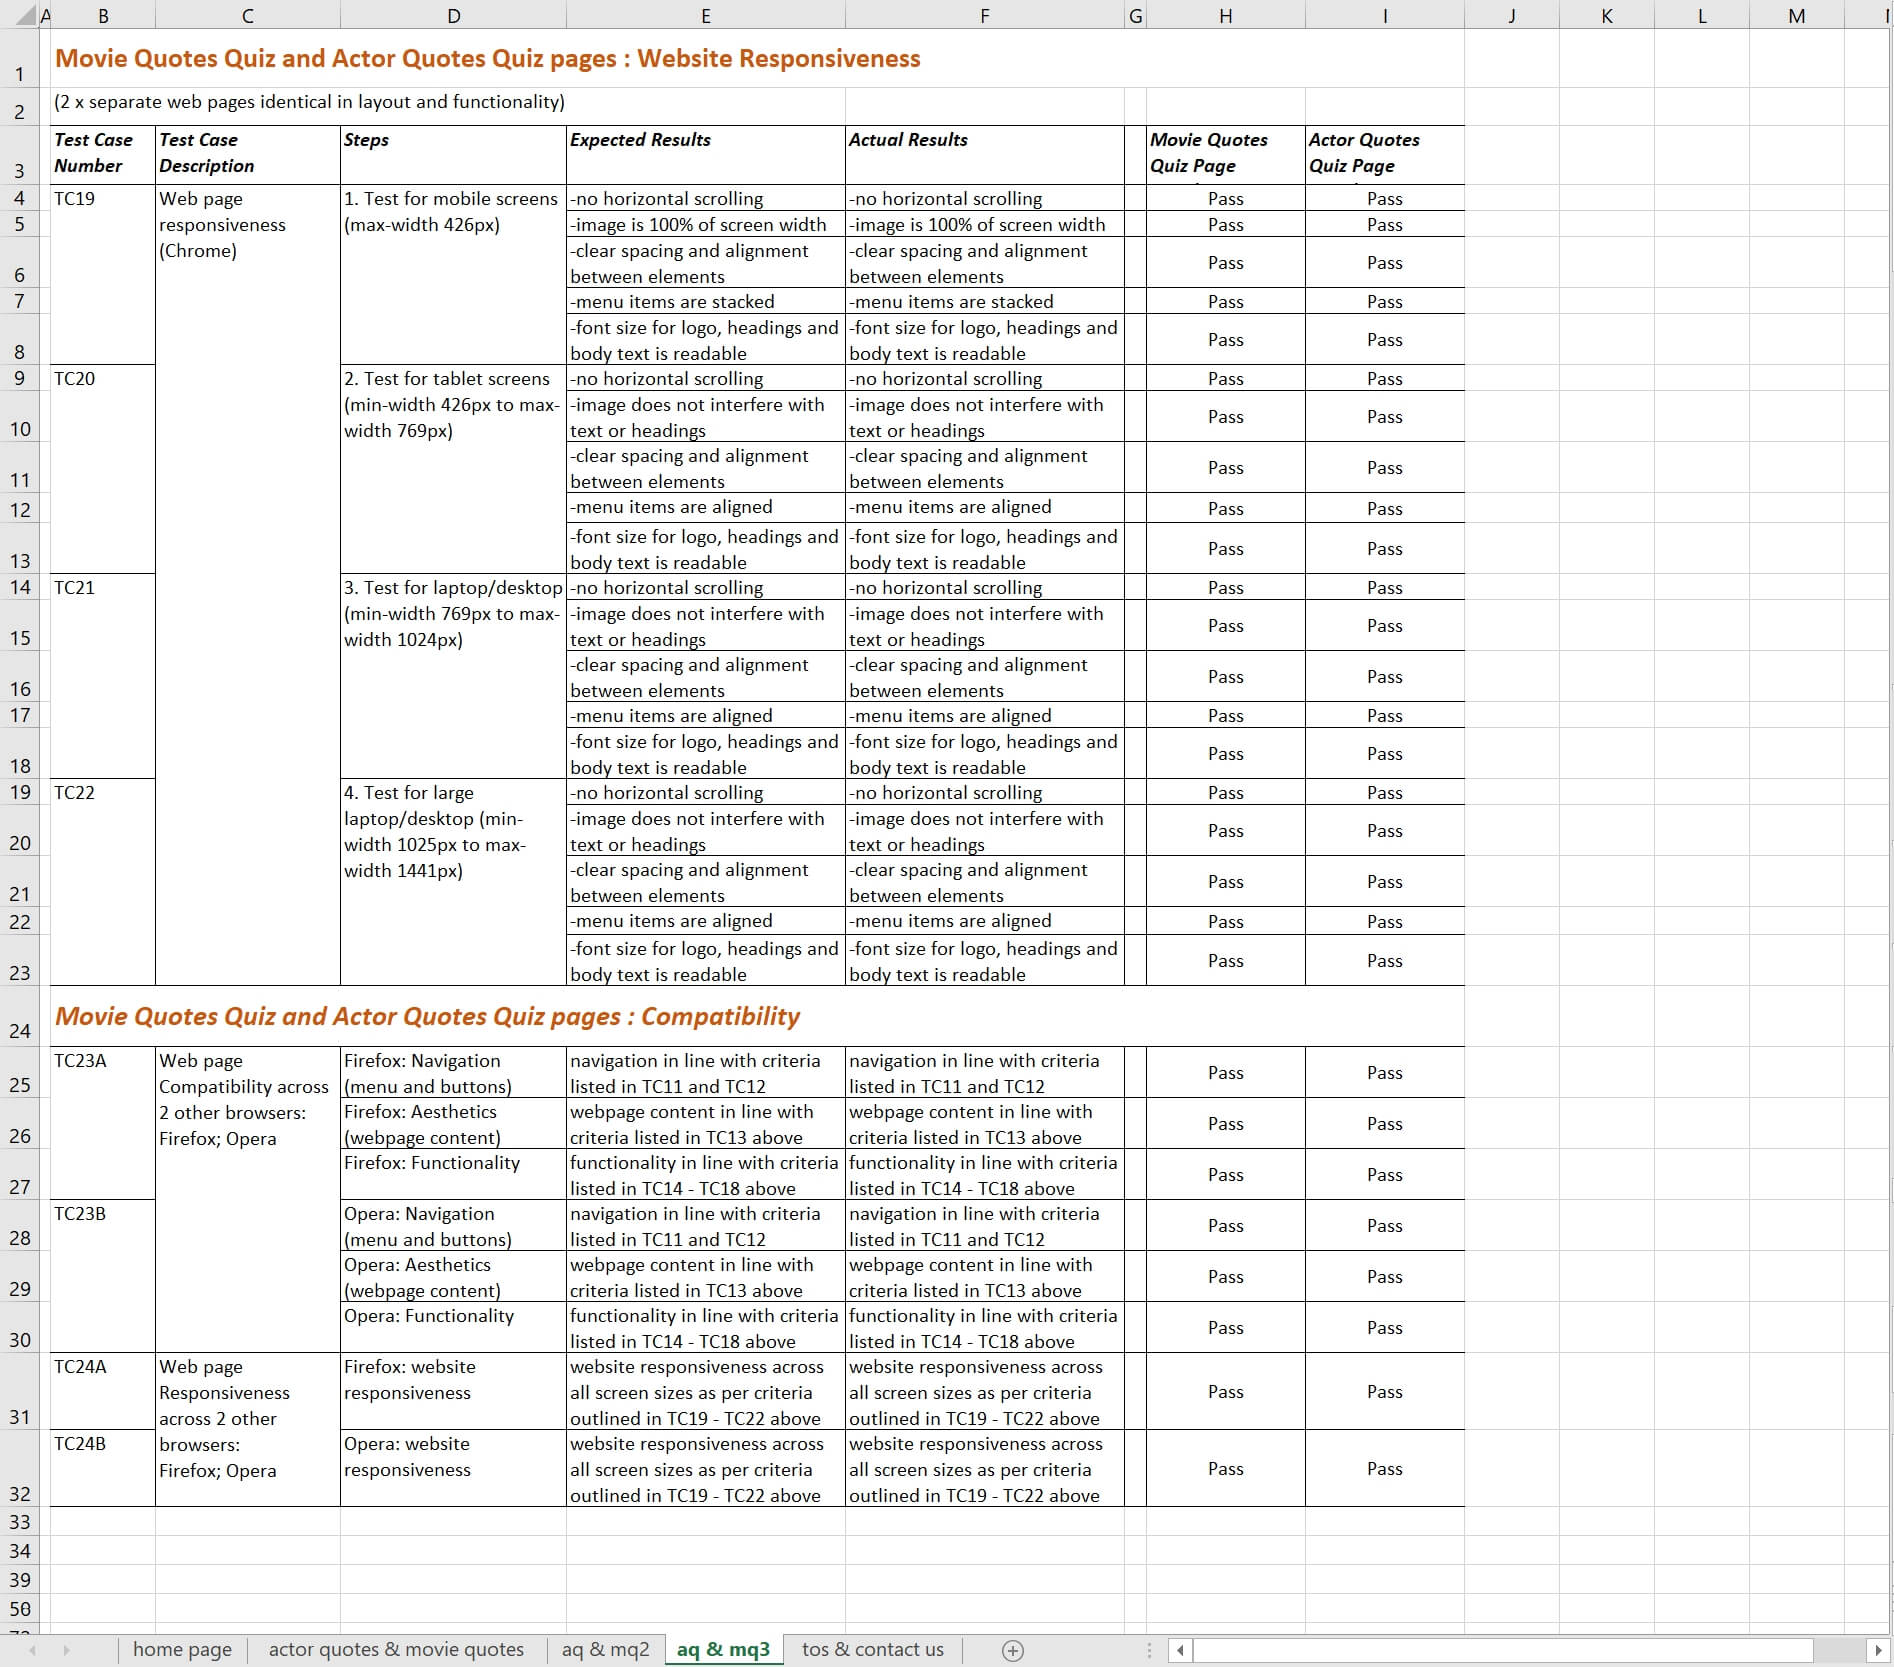 A B C D E F G H I J K L M
1 Movie Quotes Quiz and Actor Quotes Quiz pages : Website Responsiveness
2 (2 x separate web pages identical in layout and functionality)
Test Case Test Case Steps Expected Results Actual Results Movie Quotes Actor Quotes
3 Number Description Quiz Page Quiz Page
4 TC19 Web page 1. Test for mobile screens -no horizontal scrolling -no horizontal scrolling Pass Pass
5 responsiveness (max-width 426px) -image is 100% of screen width -image is 100% of screen width Pass Pass
(Chrome) -clear spacing and alignment -clear spacing and alignment
6 between elements between elements Pass Pass
7 -menu items are stacked -menu items are stacked Pass Pass
-font size for logo, headings and -font size for logo, headings and
8 body text is readable body text is readable Pass Pass
9 TC20 2. Test for tablet screens -no horizontal scrolling -no horizontal scrolling Pass Pass
(min-width 426px to max- -image does not interfere with -image does not interfere with
10 width 769px) text or headings text or headings Pass Pass
-clear spacing and alignment -clear spacing and alignment
11 between elements between elements Pass Pass
12 -menu items are aligned -menu items are aligned Pass Pass
-font size for logo, headings and -font size for logo, headings and
13 body text is readable body text is readable Pass Pass
14 TC21 3. Test for laptop/desktop -no horizontal scrolling -no horizontal scrolling Pass Pass
(min-width 769px to max- -image does not interfere with -image does not interfere with
15 width 1024px) text or headings text or headings Pass Pass
-clear spacing and alignment -clear spacing and alignment
16 between elements between elements Pass Pass
17 -menu items are aligned -menu items are aligned Pass Pass
-font size for logo, headings and -font size for logo, headings and
18 body text is readable body text is readable Pass Pass
19 TC22 4. Test for large -no horizontal scrolling -no horizontal scrolling Pass Pass
laptop/desktop (min- -image does not interfere with -image does not interfere with
20 width 1025px to max- text or headings text or headings Pass Pass
width 1441px) -clear spacing and alignment -clear spacing and alignment
21 between elements between elements Pass Pass
22 -menu items are aligned -menu items are aligned Pass Pass
-font size for logo, headings and -font size for logo, headings and
23 body text is readable body text is readable Pass Pass
24 Movie Quotes Quiz and Actor Quotes Quiz pages : Compatibility
TC23A Web page Firefox: Navigation navigation in line with criteria navigation in line with criteria
25 Compatibility across (menu and buttons) listed in TC11 and TC12 listed in TC11 and TC12 Pass Pass
2 other browsers: Firefox: Aesthetics webpage content in line with webpage content in line with
26 Firefox; Opera (webpage content) criteria listed in TC13 above criteria listed in TC13 above Pass Pass
Firefox: Functionality functionality in line with criteria functionality in line with criteria
27 listed in TC14 - TC18 above listed in TC14 - TC18 above Pass Pass
TC23B Opera: Navigation navigation in line with criteria navigation in line with criteria
28 (menu and buttons) listed in TC11 and TC12 listed in TC11 and TC12 Pass Pass
Opera: Aesthetics webpage content in line with webpage content in line with
29 (webpage content) criteria listed in TC13 above criteria listed in TC13 above Pass Pass
Opera: Functionality functionality in line with criteria functionality in line with criteria
30 listed in TC14 - TC18 above listed in TC14 - TC18 above Pass Pass
TC24A Web page Firefox: website website responsiveness across website responsiveness across
Responsiveness responsiveness all screen sizes as per criteria all screen sizes as per criteria Pass Pass
31 across 2 other outlined in TC19 - TC22 above outlined in TC19 - TC22 above
TC24B browsers: Opera: website website responsiveness across website responsiveness across
Firefox; Opera responsiveness all screen sizes as per criteria all screen sizes as per criteria Pass Pass
32 outlined in TC19 - TC22 above outlined in TC19 - TC22 above
33
34
39
50
home page actor quotes & movie quotes aq & mq2 aq & mq3 tos & contact us